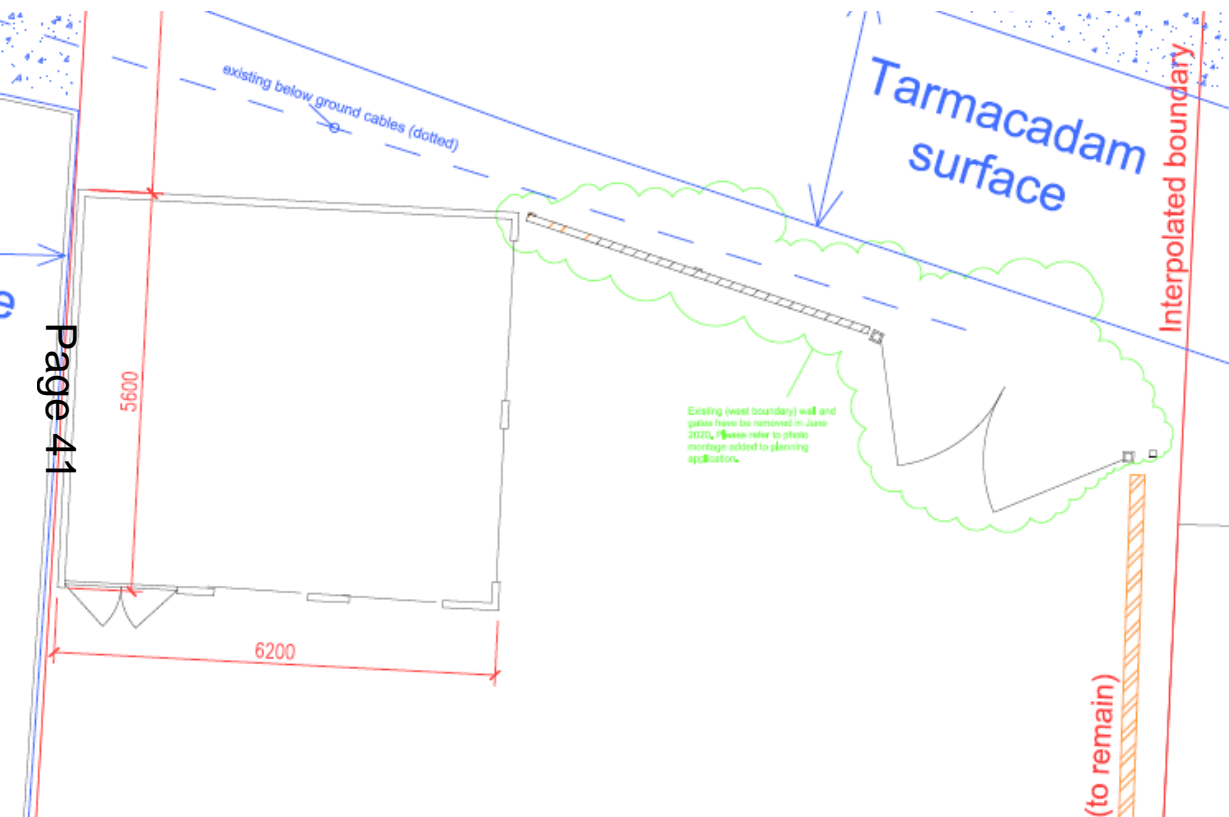 existing below ground cables (dotted)
Tarmacadam
surface
Interpolated boundary
e
Page 41
5600
Existing (west boundary) wall and
gates have be removed in June
2020. Please refer to photo
montage added to planning
application.
6200
(to remain)